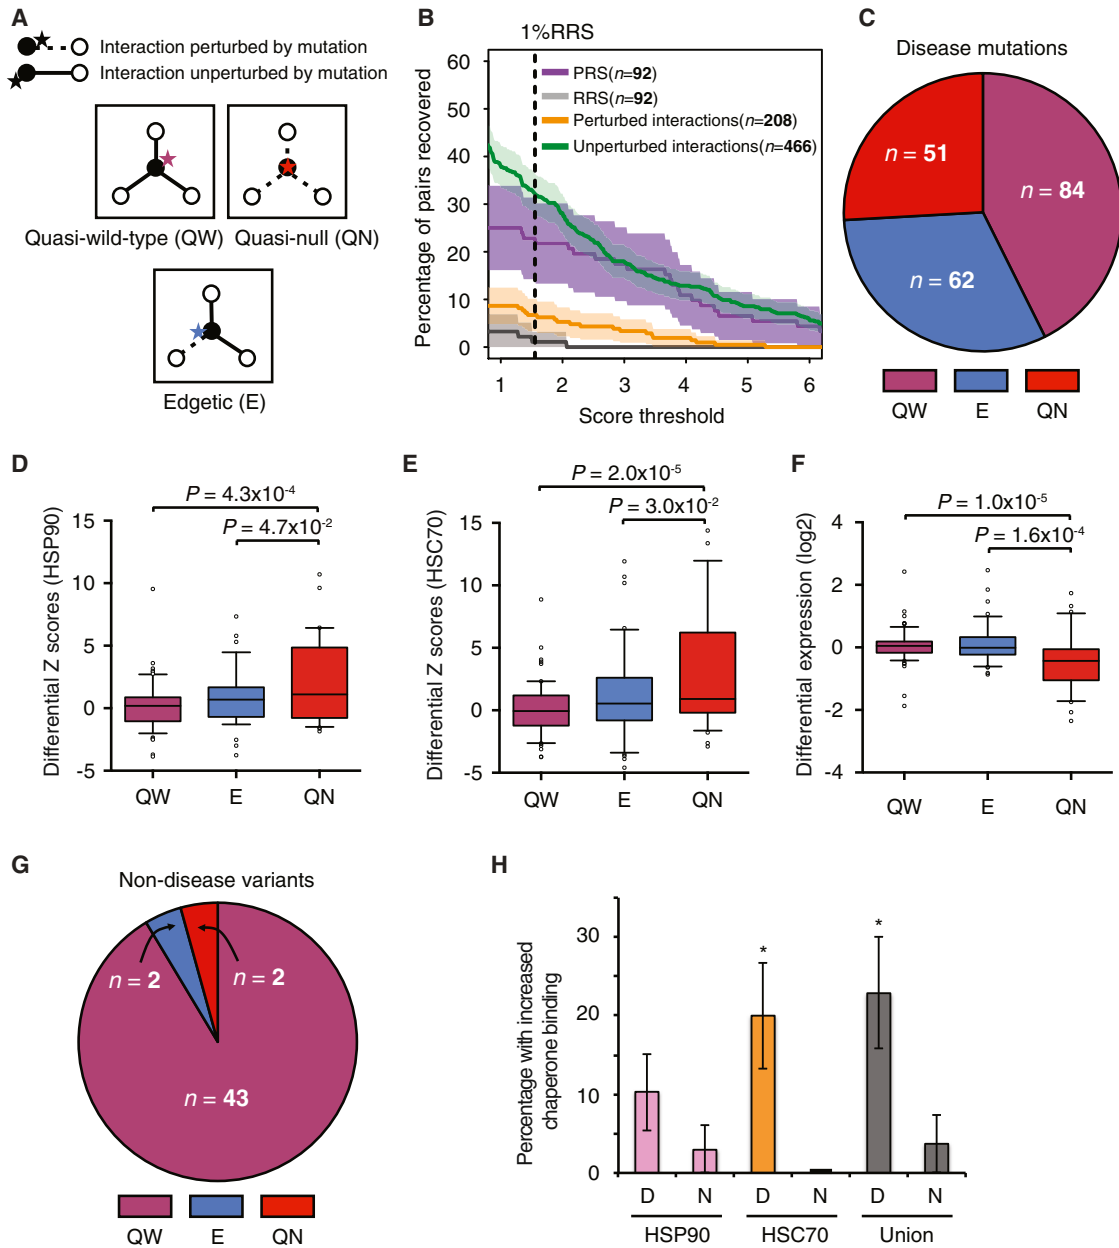 A
Interaction perturbed by mutation
Interaction unperturbed by mutation
Quasi-wild-type (QW)
Quasi-null (QN)
Edgetic (E)
B
1%RRS
Percentage of pairs recovered
60
50
40
30
20
10
0
PRS(n=92)
RRS(n=92)
Perturbed interactions(n=208)
Unperturbed interactions(n=466)
1 2 3 4 5 6
Score threshold
C
Disease mutations
n = 51
n = 84
n = 62
QW E QN
D
Differential Z scores (HSP90)
P = 4.3x10-4
P = 4.7x10-2
15
10
5
0
-5
QW E QN
E
Differential Z scores (HSC70)
P = 2.0x10-5
P = 3.0x10-2
15
10
5
0
-5
QW E QN
F
Differential expression (log2)
P = 1.0x10-5
P = 1.6x10-4
4
2
0
-2
-4
QW E QN
G
Non-disease variants
n = 2
n = 2
n = 43
QW E QN
H
Percentage with increased
chaperone binding
30
20
10
0
*
*
D N D N D N
HSP90 HSC70 Union